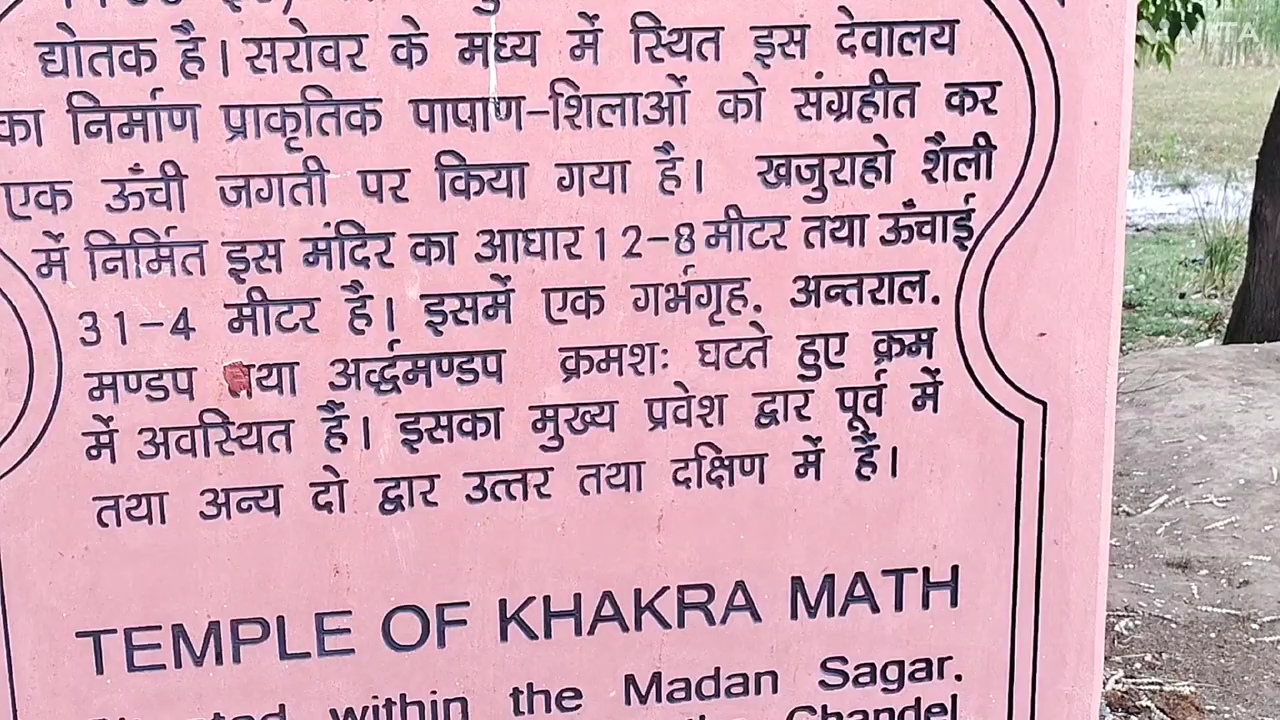 द्योतक है। सरोवर के मध्य में स्थित इस देवालय
का निर्माण प्राकृतिक पाषाण-शिलाओं को संग्रहीत कर
एक ऊँची जगती पर किया गया है। खजुराहो शैली
में निर्मित इस मंदिर का आधार 12-8 मीटर तथा ऊँचाई
31-4 मीटर है। इसमें एक गर्भगृह. अन्तराल.
मण्डप तथा अर्द्धमण्डप क्रमशः घटते हुए क्रम
में अवस्थित हैं। इसका मुख्य प्रवेश द्वार पूर्व में
तथा अन्य दो द्वार उत्तर तथा दक्षिण में हैं।
TEMPLE OF KHAKRA MATH
within the Madan Sagar.
Chandel